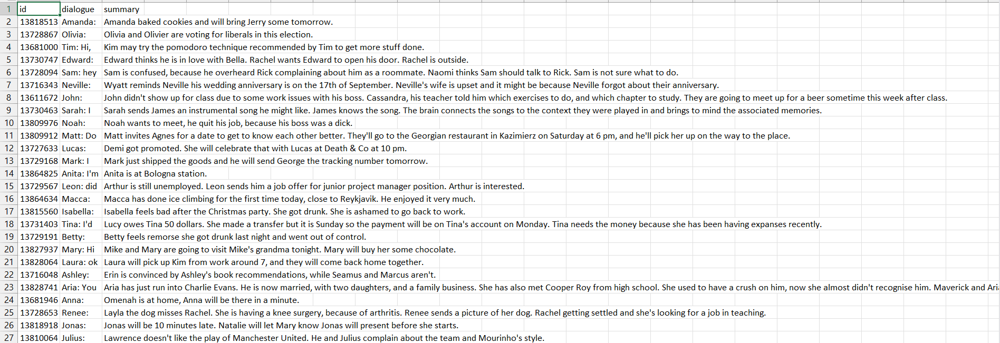 1 id dialogue summary
2 13818513 Amanda: Amanda baked cookies and will bring Jerry some tomorrow.
3 13728867 Olivia: Olivia and Olivier are voting for liberals in this election.
4 13681000 Tim: Hi, Kim may try the pomodoro technique recommended by Tim to get more stuff done.
5 13730747 Edward: Edward thinks he is in love with Bella. Rachel wants Edward to open his door. Rachel is outside.
6 13728094 Sam: hey Sam is confused, because he overheard Rick complaining about him as a roommate. Naomi thinks Sam should talk to Rick. Sam is not sure what to do.
7 13716343 Neville: Wyatt reminds Neville his wedding anniversary is on the 17th of September. Neville's wife is upset and it might be because Neville forgot about their anniversary.
8 13611672 John: John didn't show up for class due to some work issues with his boss. Cassandra, his teacher told him which exercises to do, and which chapter to study. They are going to meet up for a beer sometime this week after class.
9 13730463 Sarah: I Sarah sends James an instrumental song he might like. James knows the song. The brain connects the songs to the context they were played in and brings to mind the associated memories.
10 13809976 Noah: Noah wants to meet, he quit his job, because his boss was a dick.
11 13809912 Matt: Do Matt invites Agnes for a date to get to know each other better. They'll go to the Georgian restaurant in Kazimierz on Saturday at 6 pm, and he'll pick her up on the way to the place.
12 13727633 Lucas: Demi got promoted. She will celebrate that with Lucas at Death & Co at 10 pm.
13 13729168 Mark: I Mark just shipped the goods and he will send George the tracking number tomorrow.
14 13864825 Anita: I'm Anita is at Bologna station.
15 13729567 Leon: did Arthur is still unemployed. Leon sends him a job offer for junior project manager position. Arthur is interested.
16 13864634 Macca: Macca has done ice climbing for the first time today, close to Reykjavik. He enjoyed it very much.
17 13815560 Isabella: Isabella feels bad after the Christmas party. She got drunk. She is ashamed to go back to work.
18 13731403 Tina: I'd Lucy owes Tina 50 dollars. She made a transfer but it is Sunday so the payment will be on Tina's account on Monday. Tina needs the money because she has been having expanses recently.
19 13729191 Betty: Betty feels remorse she got drunk last night and went out of control.
20 13827937 Mary: Hi Mike and Mary are going to visit Mike's grandma tonight. Mary will buy her some chocolate.
21 13828064 Laura: ok Laura will pick up Kim from work around 7, and they will come back home together.
22 13716048 Ashley: Erin is convinced by Ashley's book recommendations, while Seamus and Marcus aren't.
23 13828741 Aria: You Aria has just run into Charlie Evans. He is now married, with two daughters, and a family business. She has also met Cooper Roy from high school. She used to have a crush on him, now she almost didn't recognise him. Maverick and Ari
24 13681946 Anna: Omenah is at home, Anna will be there in a minute.
25 13728653 Renee: Layla the dog misses Rachel. She is having a knee surgery, because of arthritis. Renee sends a picture of her dog. Rachel getting settled and she's looking for a job in teaching.
26 13818918 Jonas: Jonas will be 10 minutes late. Natalie will let Mary know Jonas will present before she starts.
27 13810064 Julius: Lawrence doesn't like the play of Manchester United. He and Julius complain about the team and Mourinho's style.